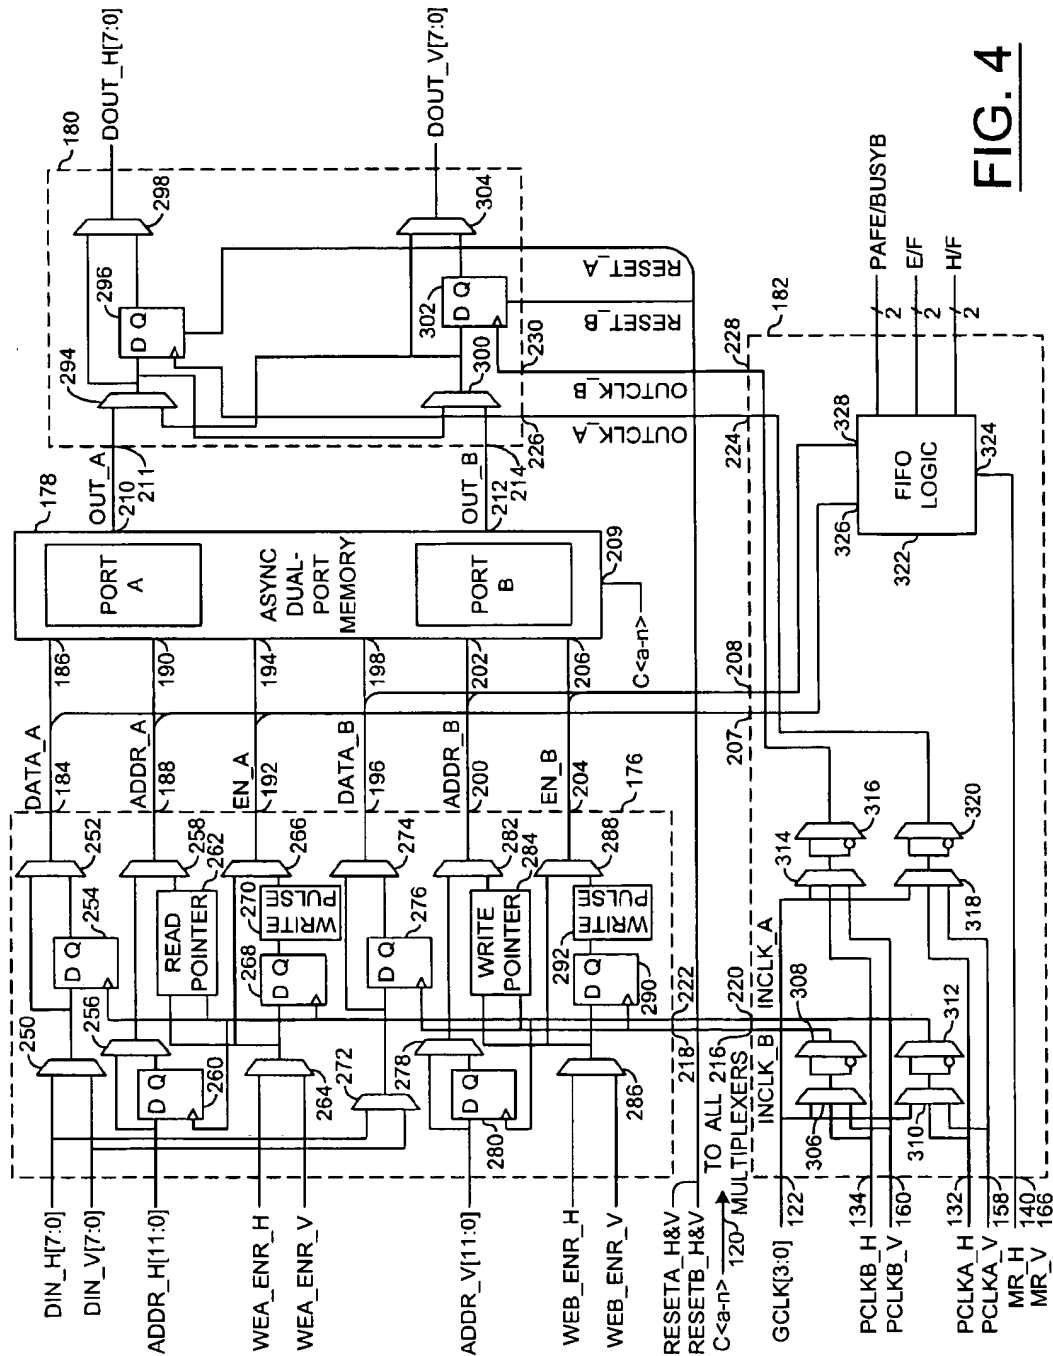 DIN_H[7:0]
DIN_V[7:0]
ADDR_H[11:0]
WEA_ENR_H
WEA_ENR_V
ADDR_V[11:0]
WEB_ENR_H
WEB_ENR_V
RESETA_H&V
RESETB_H&V
C<a-n>
120
TO ALL
MULTIPLEXERS
GCLK[3:0]
122
PCLKB_H
134
PCLKB_V
160
PCLKA_H
132
PCLKA_V
158
MR_H
140
MR_V
166
250
252
254
D Q
256
258
260
D Q
262
READ
POINTER
264
266
268
D Q
270
WRITE
PULSE
272
274
276
D Q
278
280
D Q
282
284
WRITE
POINTER
286
288
290
D Q
292
WRITE
PULSE
176
DATA_A
184
186
ADDR_A
188
190
EN_A
192
194
DATA_B
196
198
ADDR_B
200
202
EN_B
204
206
178
PORT
A
ASYNC
DUAL-
PORT
MEMORY
PORT
B
209
C<a-n>
OUT_A
210
211
OUT_B
212
214
180
294
296
D Q
298
DOUT_H[7:0]
300
302
D Q
304
DOUT_V[7:0]
226
230
OUTCLK_A
OUTCLK_B
RESET_B
RESET_A
224
228
218
222
216
220
207
208
INCLK_B
INCLK_A
306
308
310
312
314
316
318
320
182
FIFO
LOGIC
322
324
326
328
PAFE/BUSYB
2
E/F
2
H/F
2
FIG. 4